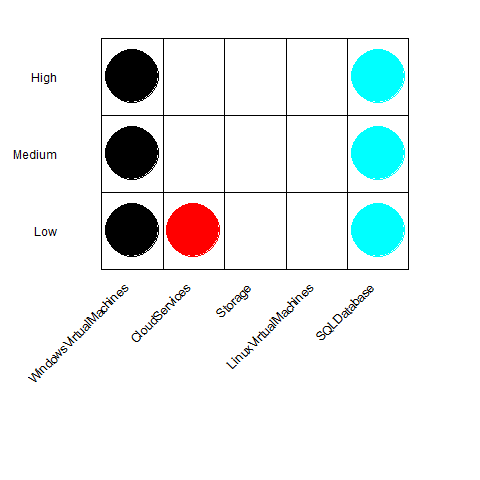 High
Medium
Low
WindowsVirtualMachines
CloudServices
Storage
LinuxVirtualMachines
SQLDatabase